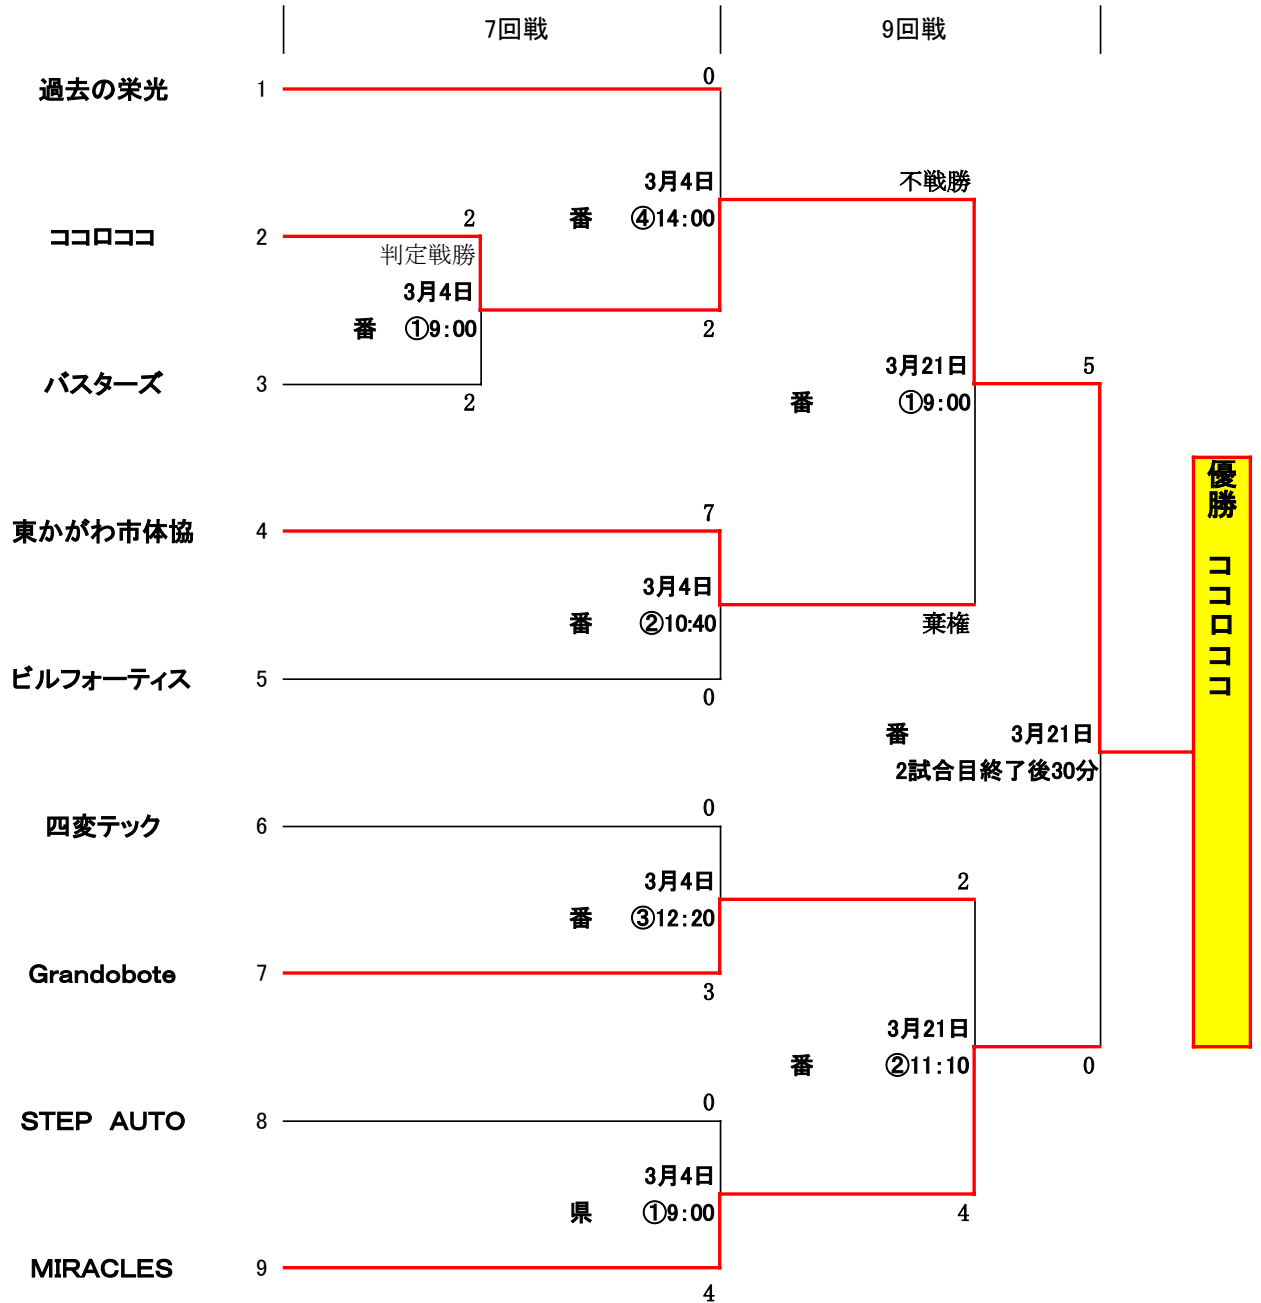 7回戦 9回戦
0
過去の栄光 1
3月4日 不戦勝
2 番 ④14:00
ココロココ 2
判定戦勝
3月4日
番 ①9:00 2
3月21日 5
バスターズ 3
2 番 ①9:00
優勝 ココロココ
7
東かがわ市体協 4
3月4日
番 ②10:40 棄権
ビルフォーティス 5
0
番 3月21日
2試合目終了後30分
0
四変テック 6
3月4日 2
番 ③12:20
Grandobote 7
3
3月21日
番 ②11:10 0
0
STEP AUTO 8
3月4日
県 ①9:00 4
MIRACLES 9
4